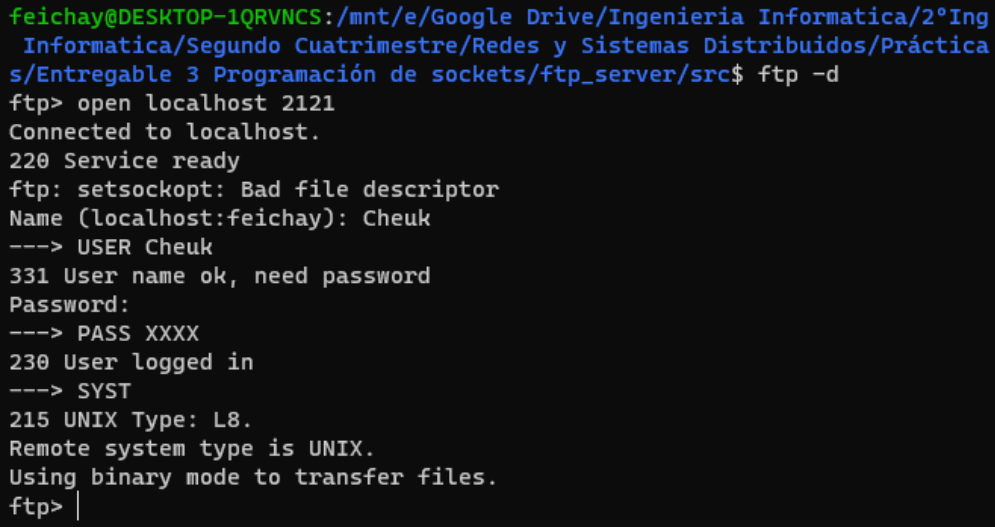 feichay@DESKTOP-1QRVNCS:/mnt/e/Google Drive/Ingenieria Informatica/2ºIng
Informatica/Segundo Cuatrimestre/Redes y Sistemas Distribuidos/Práctica
s/Entregable 3 Programación de sockets/ftp_server/src$ ftp -d
ftp> open localhost 2121
Connected to localhost.
220 Service ready
ftp: setsockopt: Bad file descriptor
Name (localhost:feichay): Cheuk
---> USER Cheuk
331 User name ok, need password
Password:
---> PASS XXXX
230 User logged in
---> SYST
215 UNIX Type: L8.
Remote system type is UNIX.
Using binary mode to transfer files.
ftp>